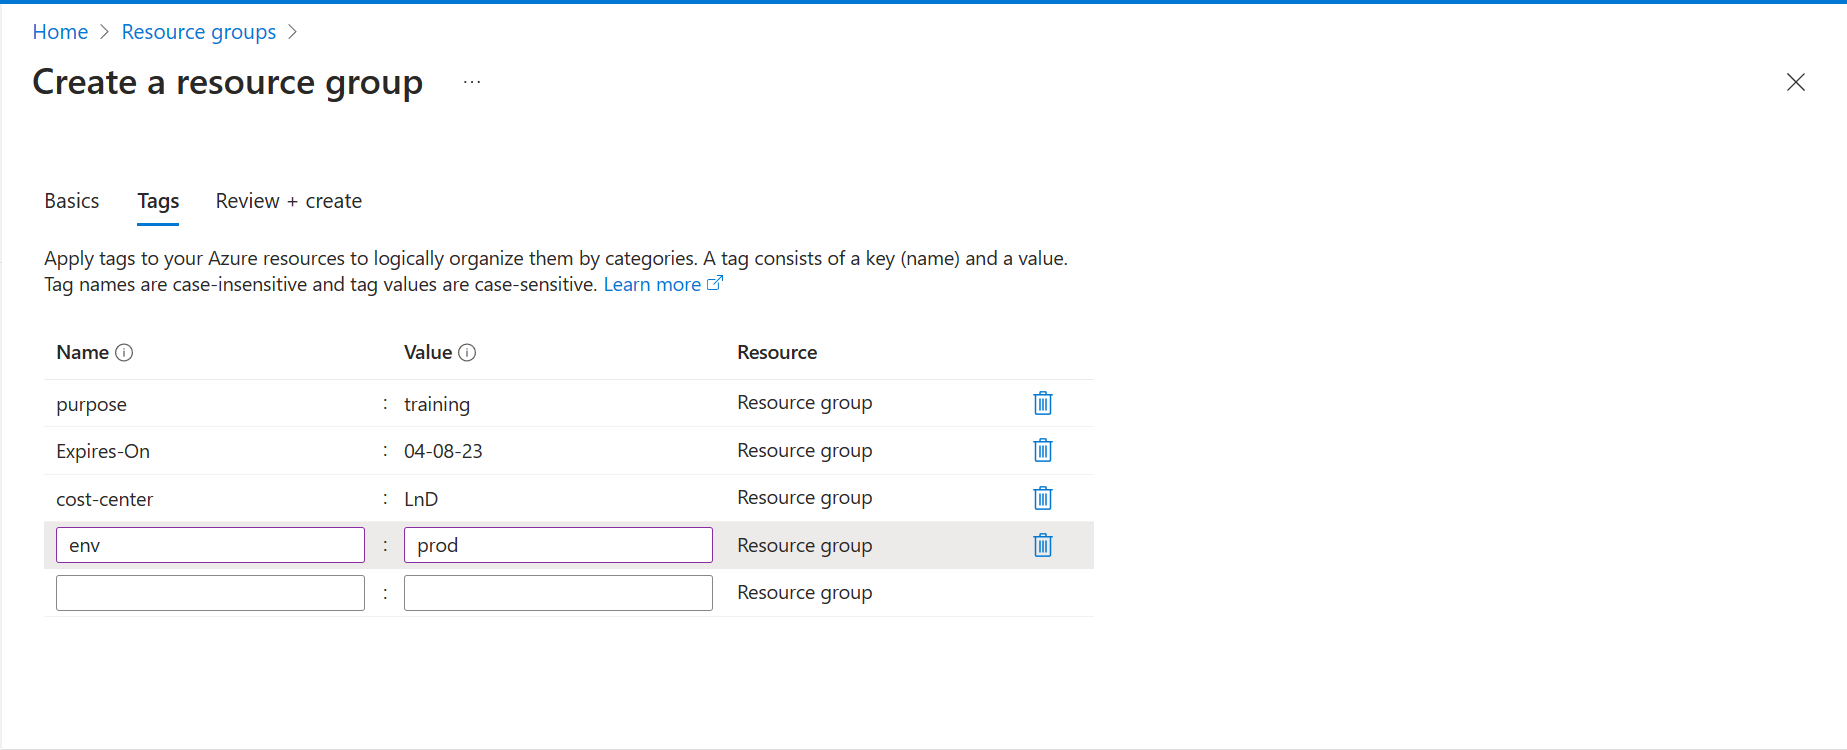 Home > Resource groups >
Create a resource group ...
Basics Tags Review + create
Apply tags to your Azure resources to logically organize them by categories. A tag consists of a key (name) and a value.
Tag names are case-insensitive and tag values are case-sensitive. Learn more
Name Value Resource
purpose : training Resource group
Expires-On : 04-08-23 Resource group
cost-center : LnD Resource group
env : prod Resource group
: Resource group